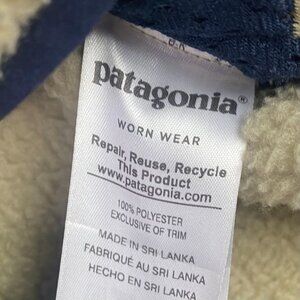 patagonia®
WORN WEAR
Repair, Reuse, Recycle
This Product
www.patagonia.com
100% POLYESTER
EXCLUSIVE OF TRIM
MADE IN SRI LANKA
FABRIQUÉ AU SRI LANKA
HECHO EN SRI LANKA